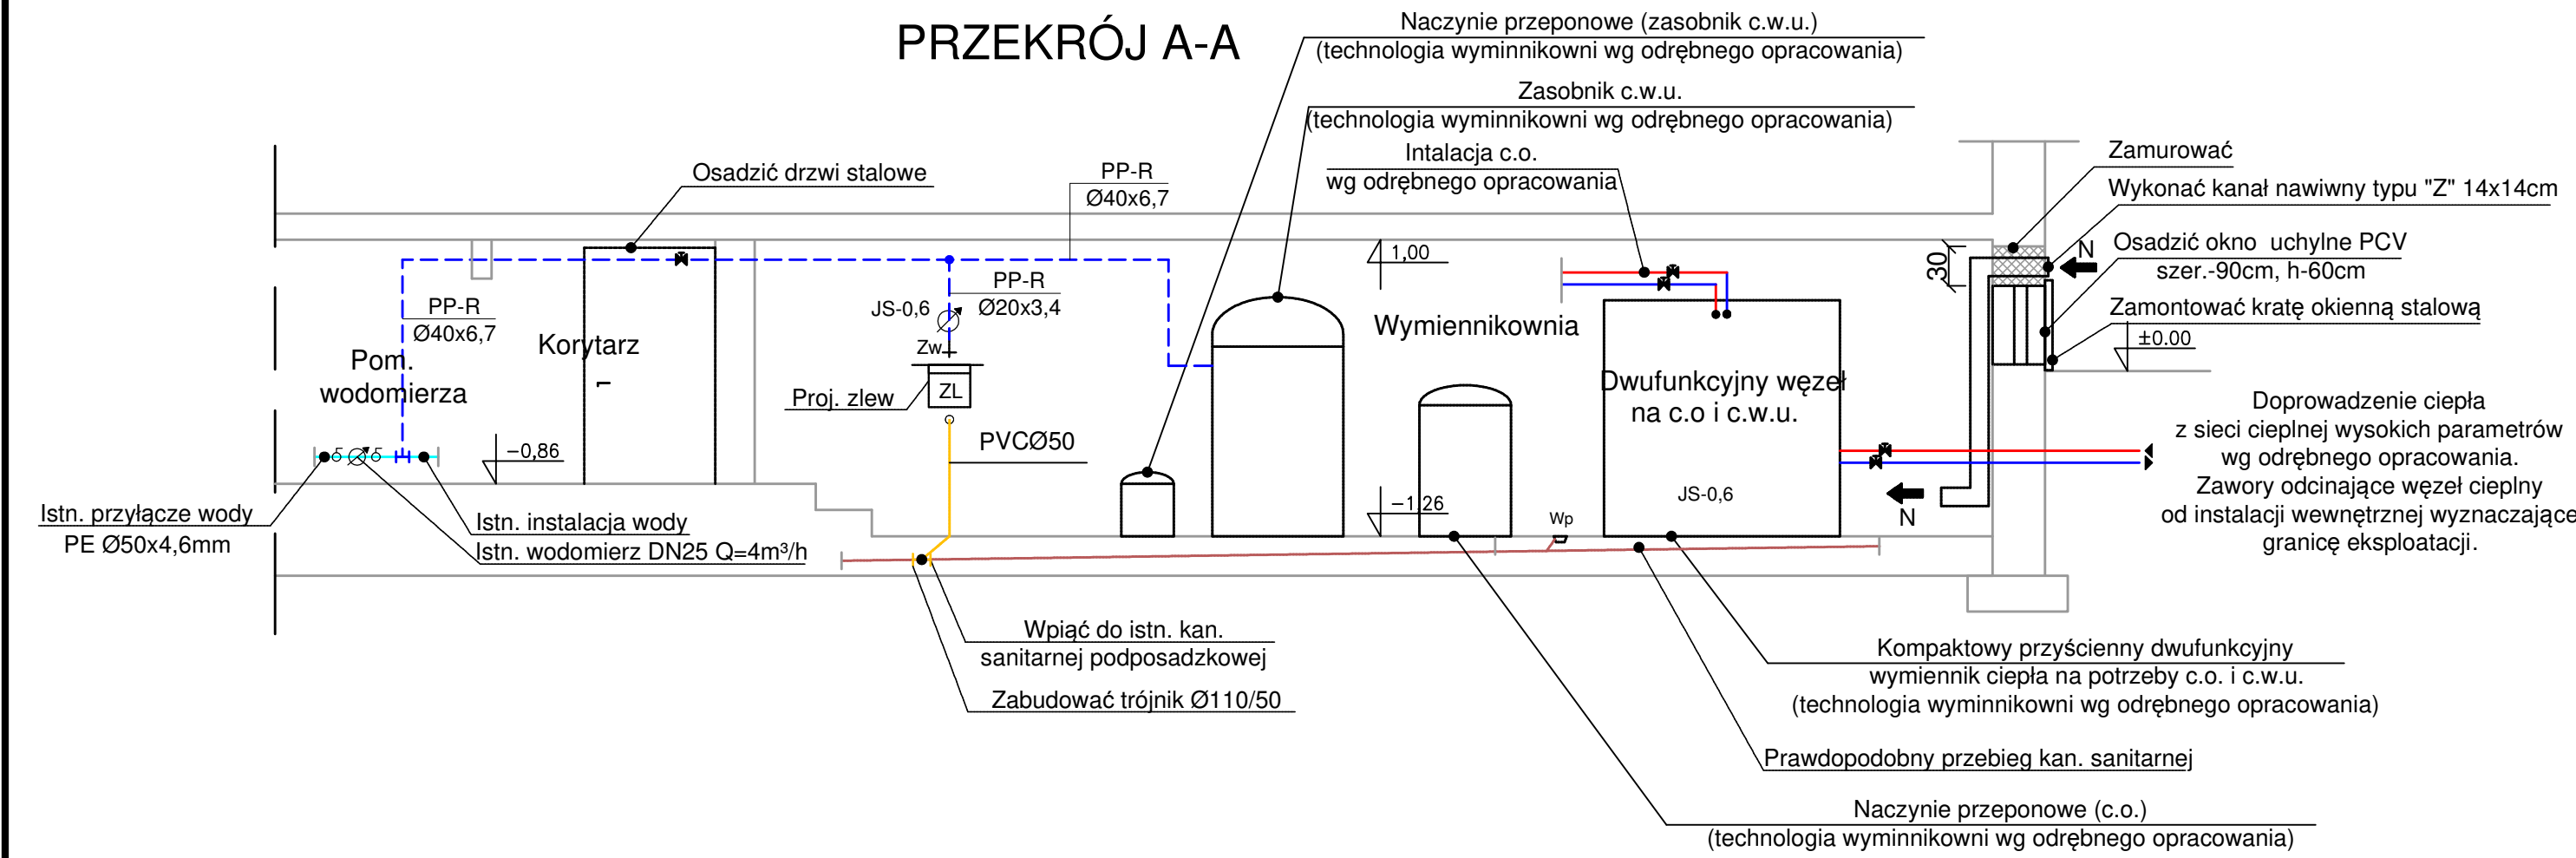 PRZEKRÓJ A-A
Naczynie przeponowe (zasobnik c.w.u.)
(technologia wyminnikowni wg odrębnego opracowania)
Zasobnik c.w.u.
(technologia wyminnikowni wg odrębnego opracowania)
Intalacja c.o.
wg odrębnego opracowania
Osadzić drzwi stalowe
PP-R
Ø40x6,7
Zamurować
Wykonać kanał nawiwny typu "Z" 14x14cm
Osadzić okno uchylne PCV
szer.-90cm, h-60cm
Zamontować kratę okienną stalową
±0.00
N
30
1,00
PP-R
Ø40x6,7
PP-R
Ø20x3,4
JS-0,6
Zw
ZL
Proj. zlew
PVCØ50
Korytarz
Pom.
wodomierza
Wymiennikownia
Dwufunkcyjny węzeł
na c.o i c.w.u.
JS-0,6
Doprowadzenie ciepła
z sieci cieplnej wysokich parametrów
wg odrębnego opracowania.
Zawory odcinające węzeł cieplny
od instalacji wewnętrznej wyznaczające
granicę eksploatacji.
N
-0,86
-1,26
Wp
Istn. przyłącze wody
PE Ø50x4,6mm
Istn. instalacja wody
Istn. wodomierz DN25 Q=4m³/h
Wpiąć do istn. kan.
sanitarnej podposadzkowej
Zabudować trójnik Ø110/50
Kompaktowy przyścienny dwufunkcyjny
wymiennik ciepła na potrzeby c.o. i c.w.u.
(technologia wyminnikowni wg odrębnego opracowania)
Prawdopodobny przebieg kan. sanitarnej
Naczynie przeponowe (c.o.)
(technologia wyminnikowni wg odrębnego opracowania)